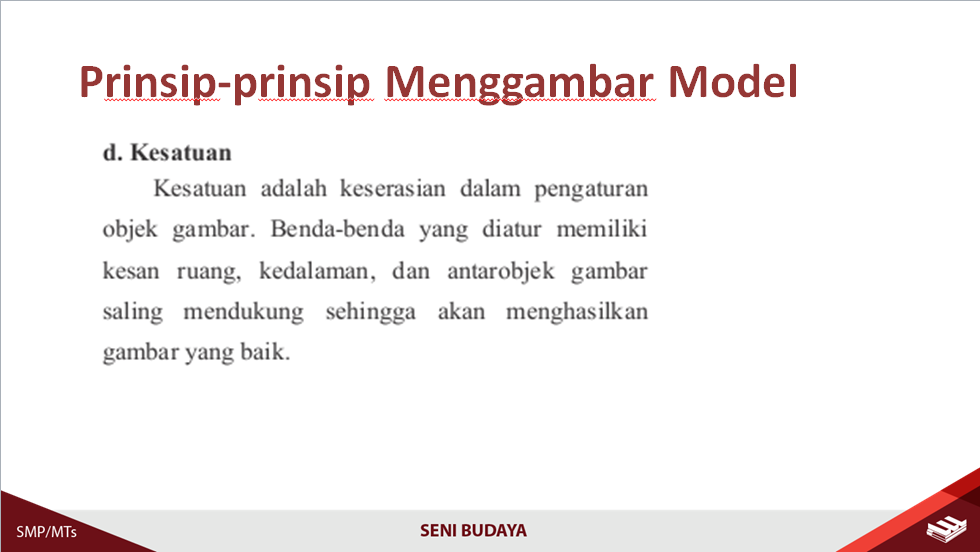 Prinsip-prinsip Menggambar Model
d. Kesatuan
Kesatuan adalah keserasian dalam pengaturan
objek gambar. Benda-benda yang diatur memiliki
kesan ruang, kedalaman, dan antarobjek gambar
saling mendukung sehingga akan menghasilkan
gambar yang baik.
SMP/MTs
SENI BUDAYA